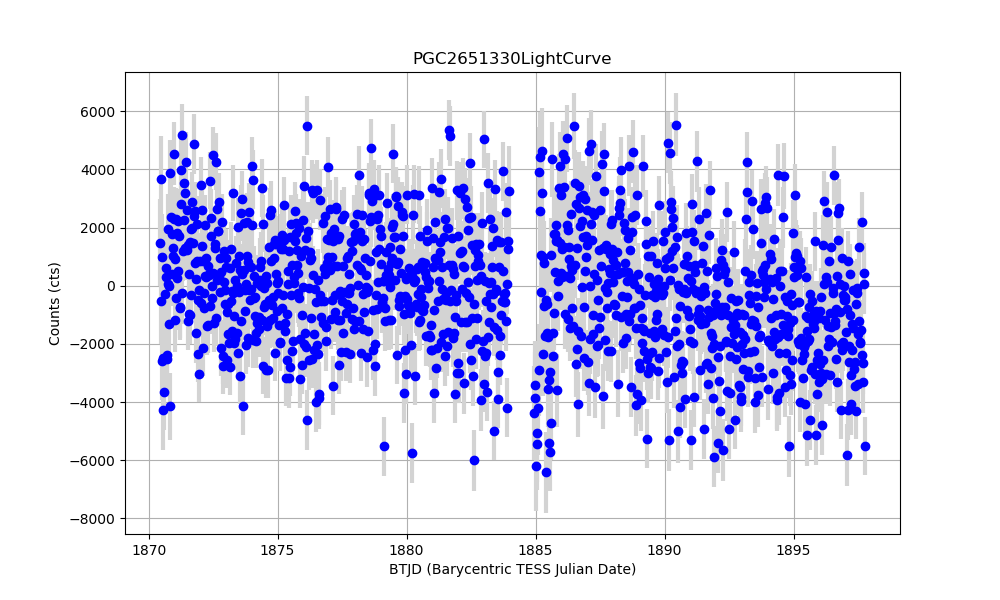 PGC2651330LightCurve
6000
4000
2000
0
−2000
−4000
−6000
−8000
Counts (cts)
1870 1875 1880 1885 1890 1895
BTJD (Barycentric TESS Julian Date)